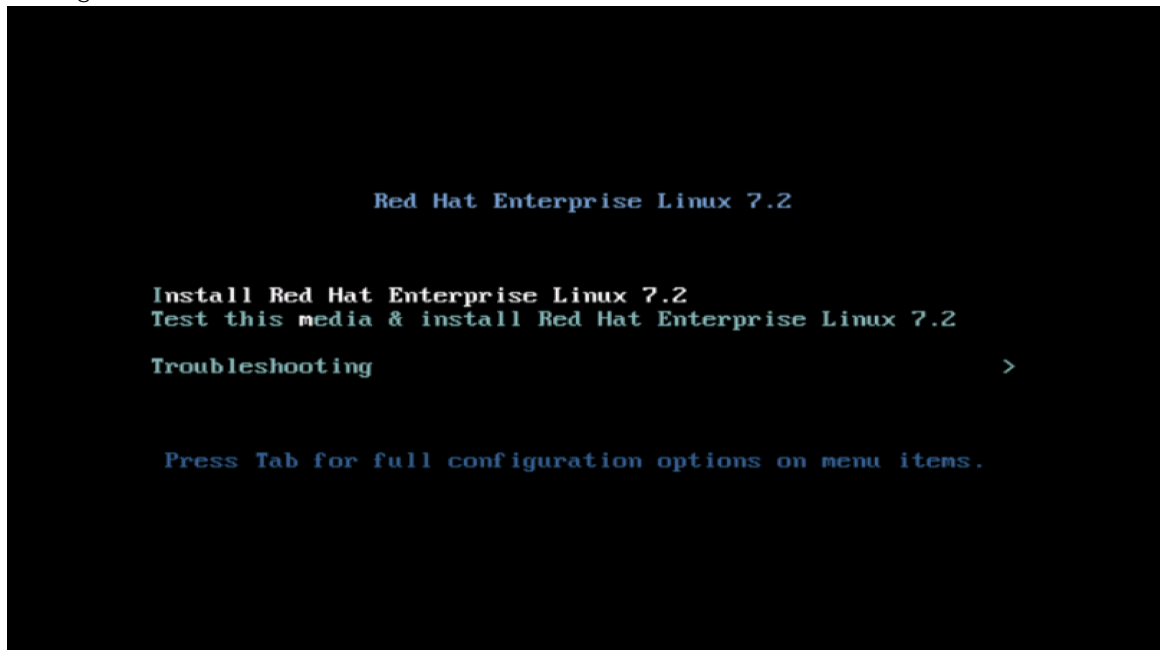 Red Hat Enterprise Linux 7.2
Install Red Hat Enterprise Linux 7.2
Test this media & install Red Hat Enterprise Linux 7.2
Troubleshooting >
Press Tab for full configuration options on menu items.